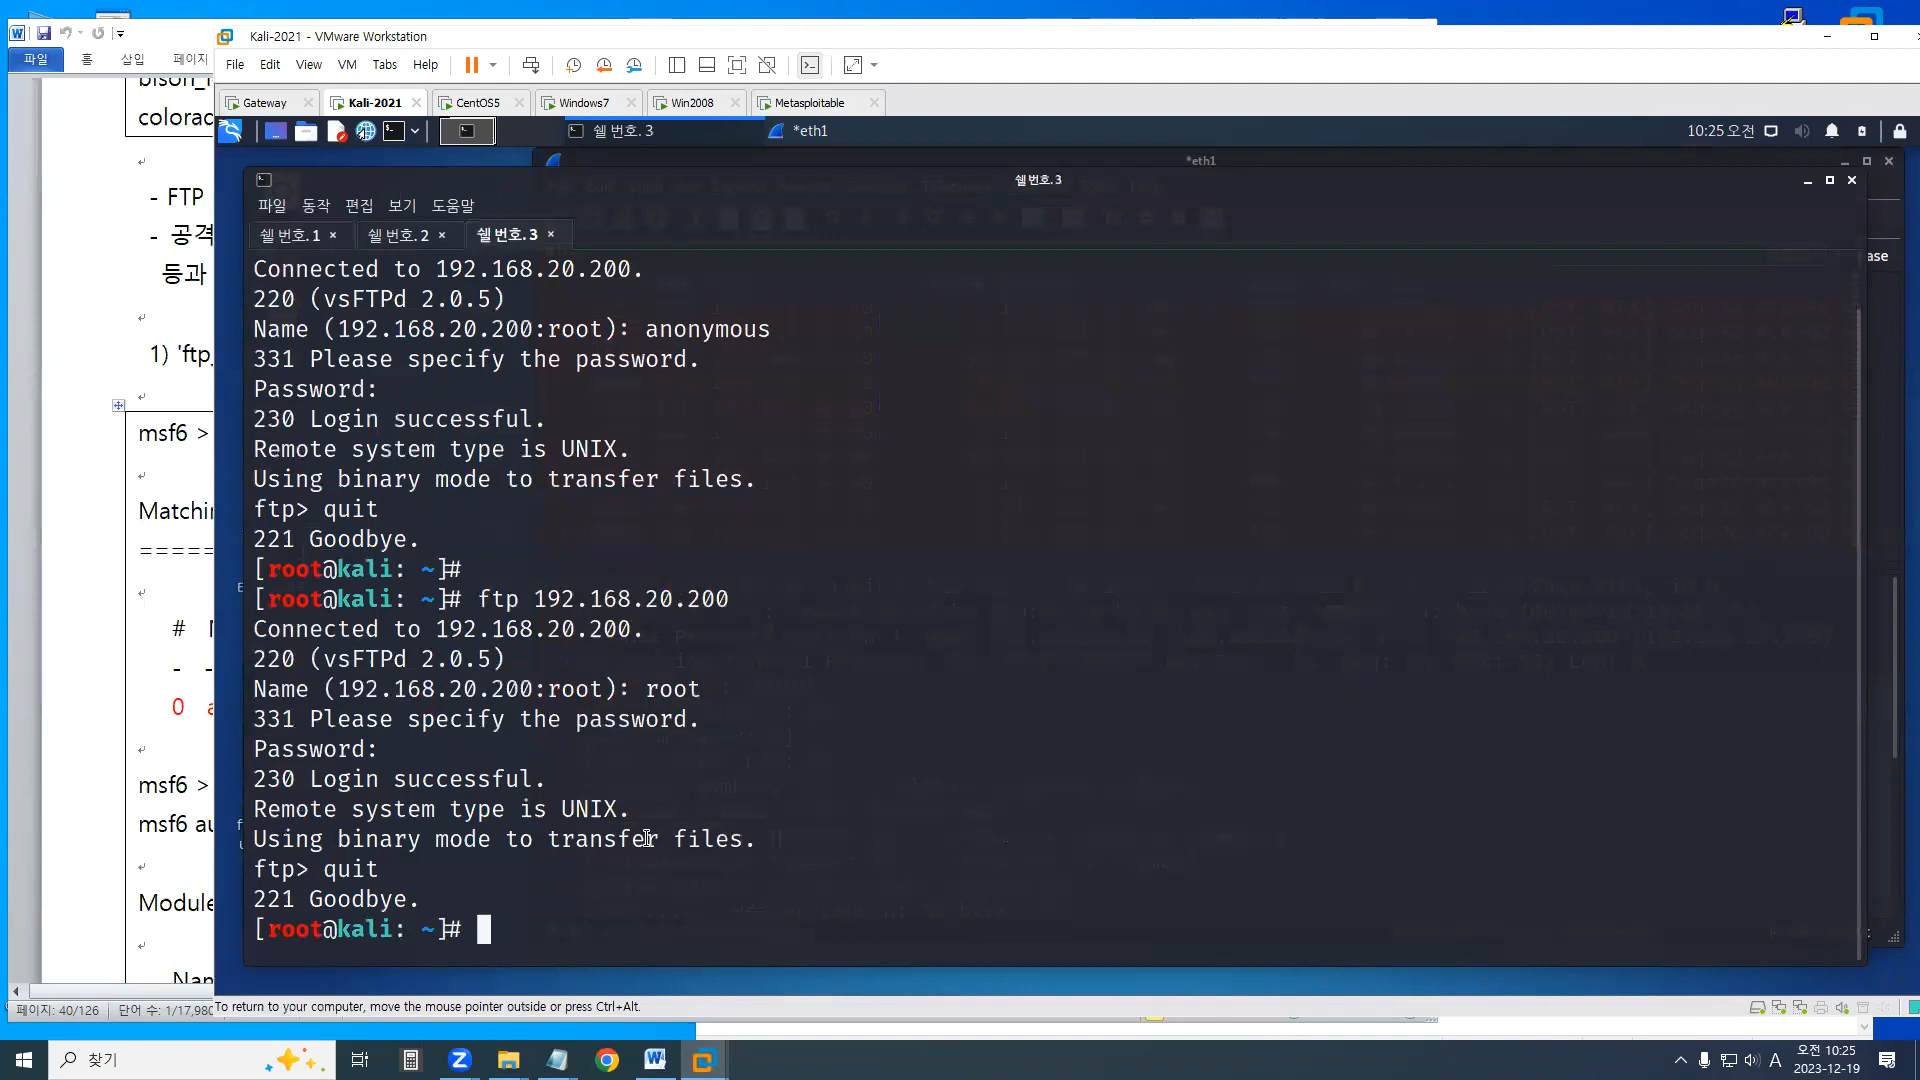 Kali-2021 - VMware Workstation
파일 홈 삽입 페이지
File Edit View VM Tabs Help
Gateway Kali-2021 CentOS5 Windows7 Win2008 Metasploitable
쉘 번호. 3 *eth1 10:25 오전
*eth1
쉘 번호. 3
파일 동작 편집 보기 도움말
쉘 번호. 1 쉘 번호. 2 쉘 번호. 3
Connected to 192.168.20.200.
220 (vsFTPd 2.0.5)
Name (192.168.20.200:root): anonymous
331 Please specify the password.
Password:
230 Login successful.
Remote system type is UNIX.
Using binary mode to transfer files.
ftp> quit
221 Goodbye.
[root@kali: ~]#
[root@kali: ~]# ftp 192.168.20.200
Connected to 192.168.20.200.
220 (vsFTPd 2.0.5)
Name (192.168.20.200:root): root
331 Please specify the password.
Password:
230 Login successful.
Remote system type is UNIX.
Using binary mode to transfer files.
ftp> quit
221 Goodbye.
[root@kali: ~]#
- FTP
- 공격
등과
1) 'ftp_
msf6 >
Matchin
=====
#
- -
0 a
msf6 >
msf6 au
Module
Nam
페이지: 40/126 단어 수: 1/17,980
To return to your computer, move the mouse pointer outside or press Ctrl+Alt.
찾기
A 오전 10:25
2023-12-19